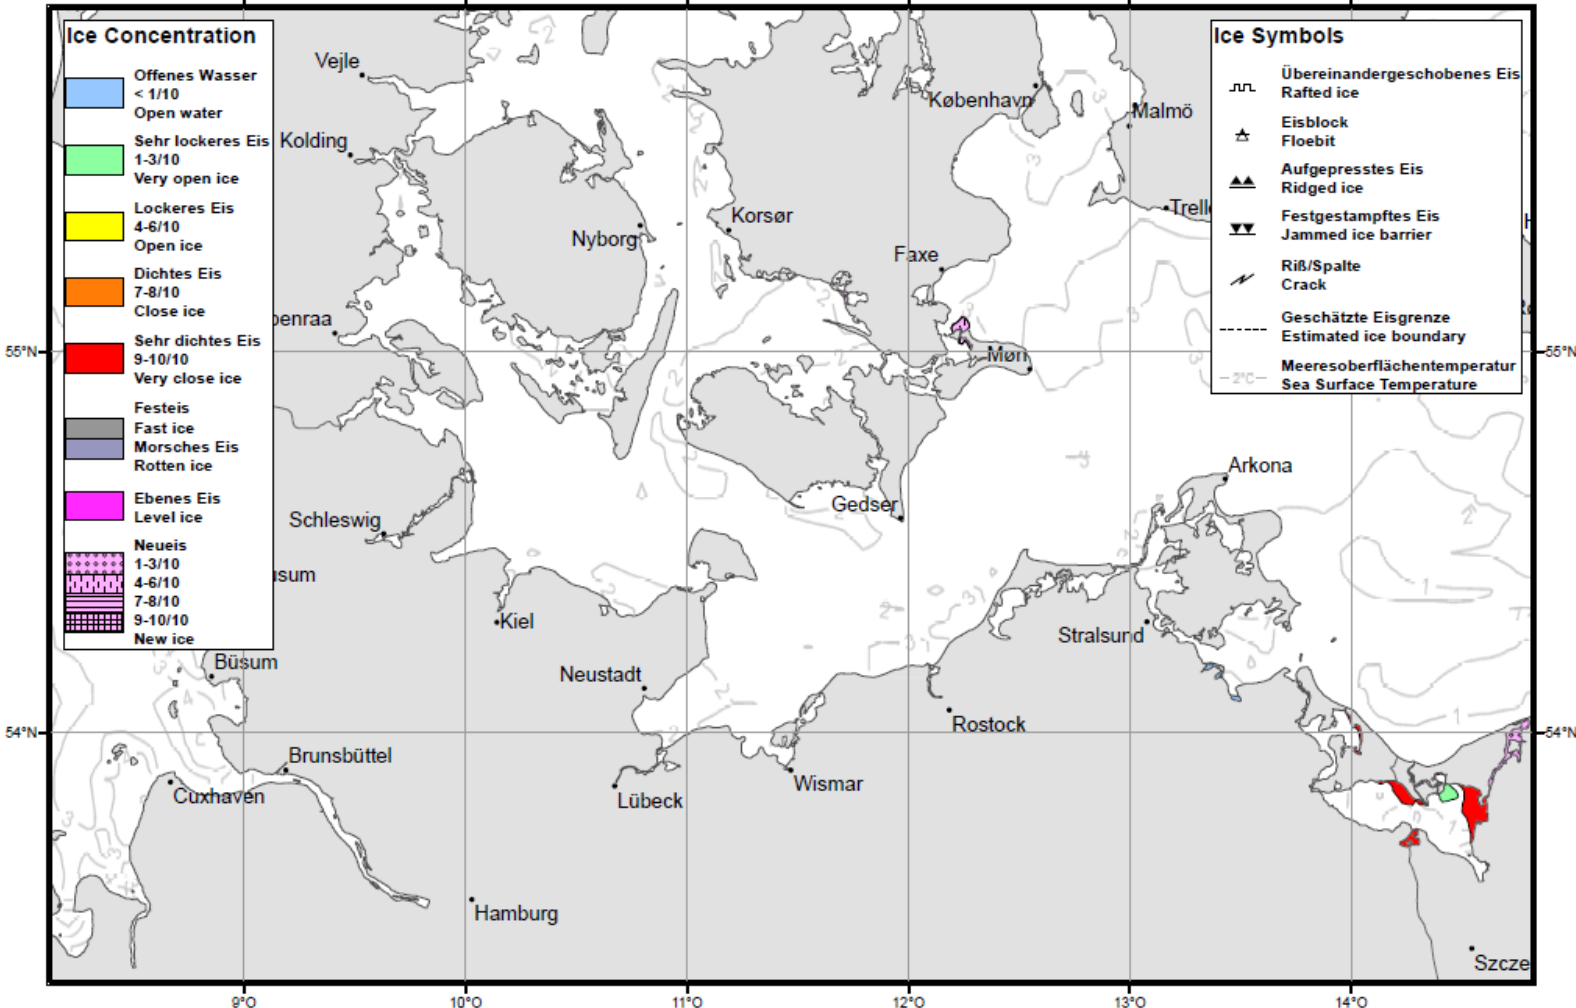 Ice Concentration
Offenes Wasser
< 1/10
Open water
Sehr lockeres Eis
1-3/10
Very open ice
Lockeres Eis
4-6/10
Open ice
Dichtes Eis
7-8/10
Close ice
Sehr dichtes Eis
9-10/10
Very close ice
Festeis
Fast ice
Morsches Eis
Rotten ice
Ebenes Eis
Level ice
Neueis
1-3/10
4-6/10
7-8/10
9-10/10
New ice
Ice Symbols
Übereinandergeschobenes Eis
Rafted ice
Eisblock
Floebit
Aufgepresstes Eis
Ridged ice
Festgestampftes Eis
Jammed ice barrier
Riß/Spalte
Crack
Geschätzte Eisgrenze
Estimated ice boundary
2°C
Meeresoberflächentemperatur
Sea Surface Temperature
Vejle
København
Malmö
Kolding
Trelle
Korsør
Nyborg
Faxe
benraa
55°N
55°N
Møn
Arkona
Gedser
Schleswig
usum
Kiel
Stralsund
Büsum
Neustadt
Rostock
54°N
54°N
Brunsbüttel
Cuxhaven
Wismar
Lübeck
Hamburg
Szcze
9°O
10°O
11°O
12°O
13°O
14°O